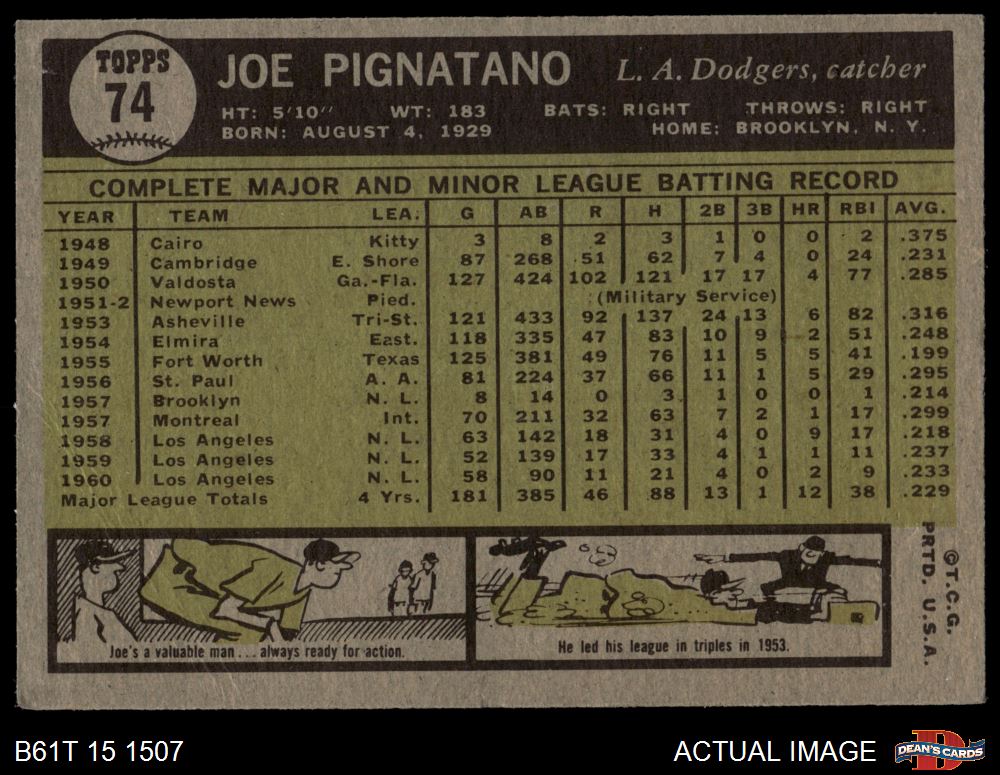 TOPPS
74
JOE PIGNATANO L. A. Dodgers, catcher
HT: 5'10" WT: 183 BATS: RIGHT THROWS: RIGHT
BORN: AUGUST 4, 1929 HOME: BROOKLYN, N. Y.
COMPLETE MAJOR AND MINOR LEAGUE BATTING RECORD
YEAR TEAM LEA. G AB R H 2B 3B HR RBI AVG.
1948 Cairo Kitty 3 8 2 3 1 0 0 2 .375
1949 Cambridge E. Shore 87 268 51 62 7 4 0 24 .231
1950 Valdosta Ga.-Fla. 127 424 102 121 17 17 4 77 .285
1951-2 Newport News Pied. (Military Service)
1953 Asheville Tri-St. 121 433 92 137 24 13 6 82 .316
1954 Elmira East. 118 335 47 83 10 9 2 51 .248
1955 Fort Worth Texas 125 381 49 76 11 5 5 41 .199
1956 St. Paul A. A. 81 224 37 66 11 1 5 29 .295
1957 Brooklyn N. L. 8 14 0 3 1 0 0 1 .214
1957 Montreal Int. 70 211 32 63 7 2 1 17 .299
1958 Los Angeles N. L. 63 142 18 31 4 0 9 17 .218
1959 Los Angeles N. L. 52 139 17 33 4 1 1 11 .237
1960 Los Angeles N. L. 58 90 11 21 4 0 2 9 .233
Major League Totals 4 Yrs. 181 385 46 88 13 1 12 38 .229
Joe's a valuable man . . . always ready for action.
He led his league in triples in 1953.
©T.C.G.
PRTD. U.S.A.
B61T 15 1507 ACTUAL IMAGE
DEAN'S CARDS